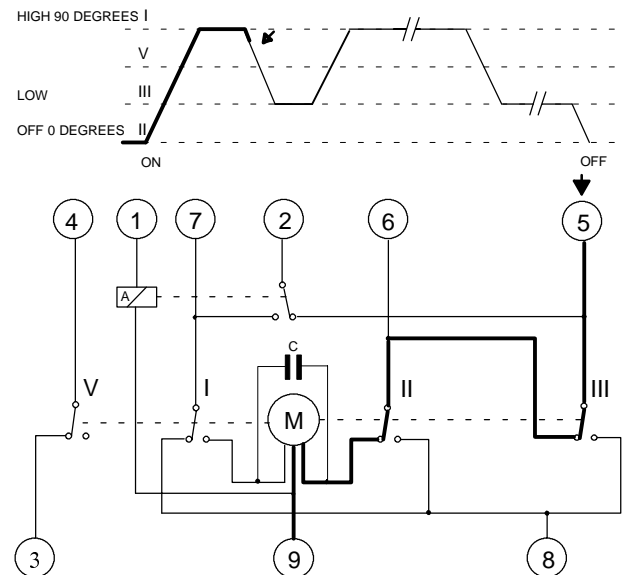 HIGH 90 DEGREES I
V
LOW III
OFF 0 DEGREES II
ON OFF
4 1 7 2 6 5
A
C
V I II III
M
3 9 8